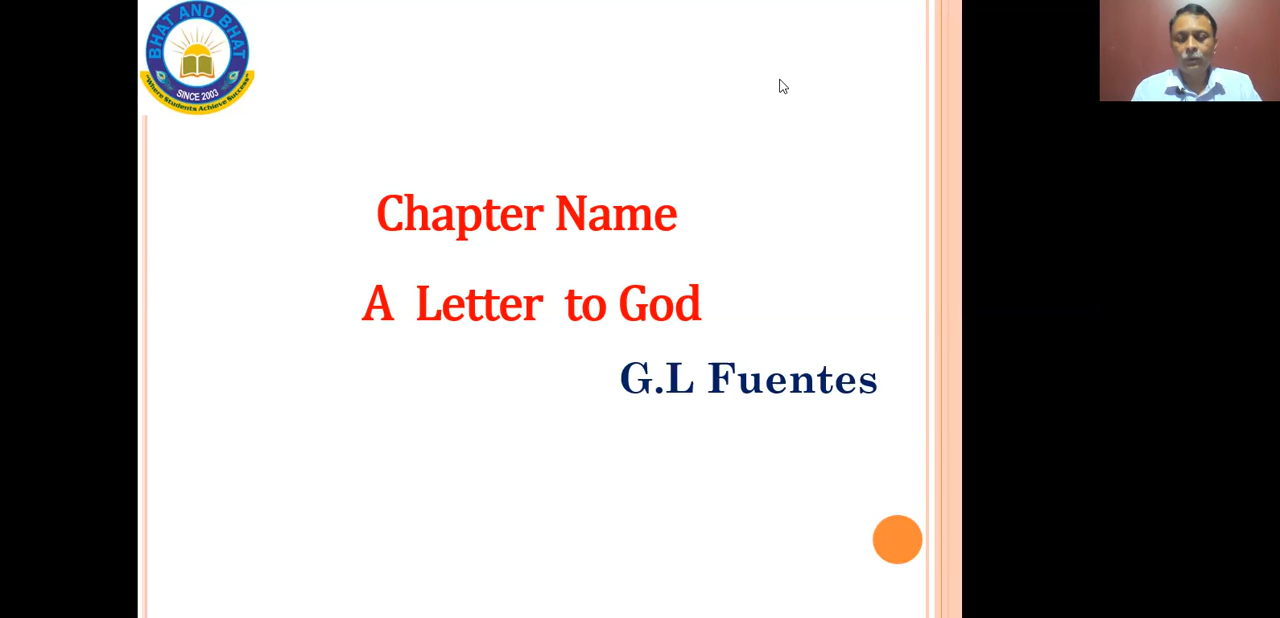 BHAT AND BHAT
SINCE 2003
"Where Students Achieve Success"
Chapter Name
A Letter to God
G.L Fuentes